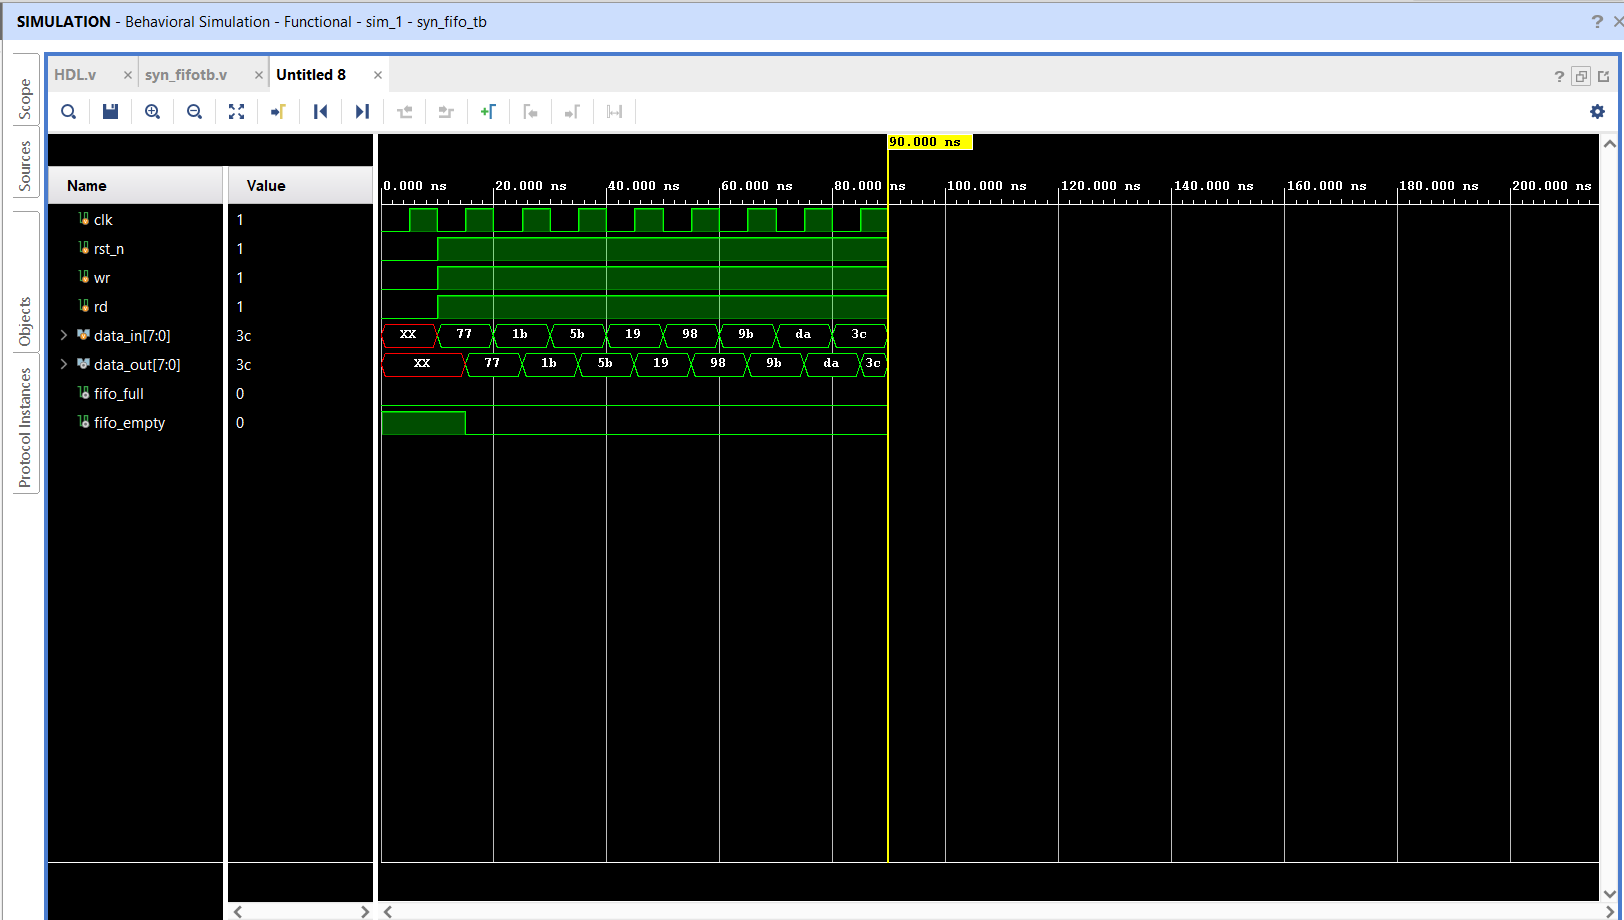 SIMULATION - Behavioral Simulation - Functional - sim_1 - syn_fifo_tb
? ×
Scope
Sources
Objects
Protocol Instances
HDL.v × syn_fifotb.v × Untitled 8 ×
?
90.000 ns
Name Value
0.000 ns 20.000 ns 40.000 ns 60.000 ns 80.000 ns 100.000 ns 120.000 ns 140.000 ns 160.000 ns 180.000 ns 200.000 ns
clk 1
rst_n 1
wr 1
rd 1
data_in[7:0] 3c XX 77 1b 5b 19 98 9b da 3c
data_out[7:0] 3c XX 77 1b 5b 19 98 9b da 3c
fifo_full 0
fifo_empty 0